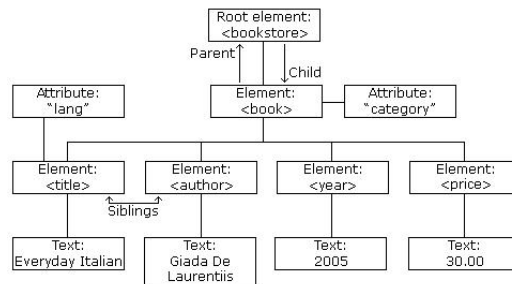 Root element:
<bookstore>
Parent
Child
Attribute:
"lang"
Element:
<book>
Attribute:
"category"
Element:
<title>
Element:
<author>
Element:
<year>
Element:
<price>
Siblings
Text:
Everyday Italian
Text:
Giada De
Laurentiis
Text:
2005
Text:
30.00